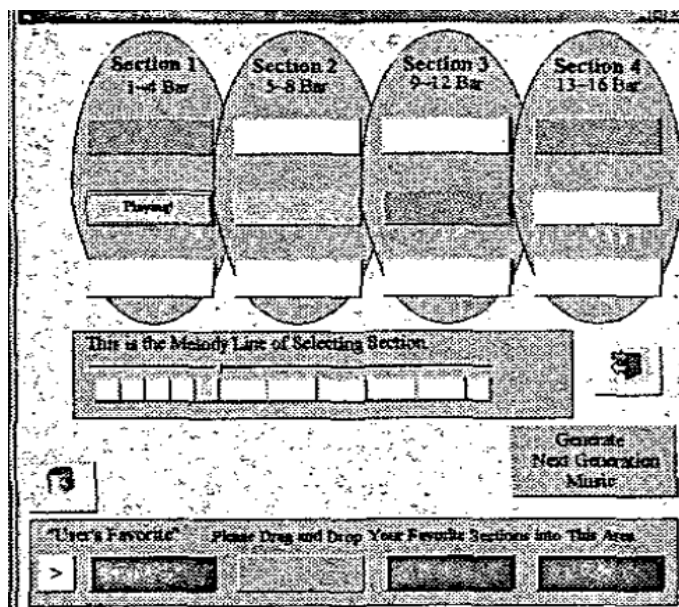 Section 1
1~4 Bar
Section 2
5~8 Bar
Section 3
9~12 Bar
Section 4
13~16 Bar
Playing!
This is the Melody Line of Selecting Section.
Generate
Next Generation
Music
"User's Favorite" Please Drag and Drop Your Favorite Sections into This Area
>